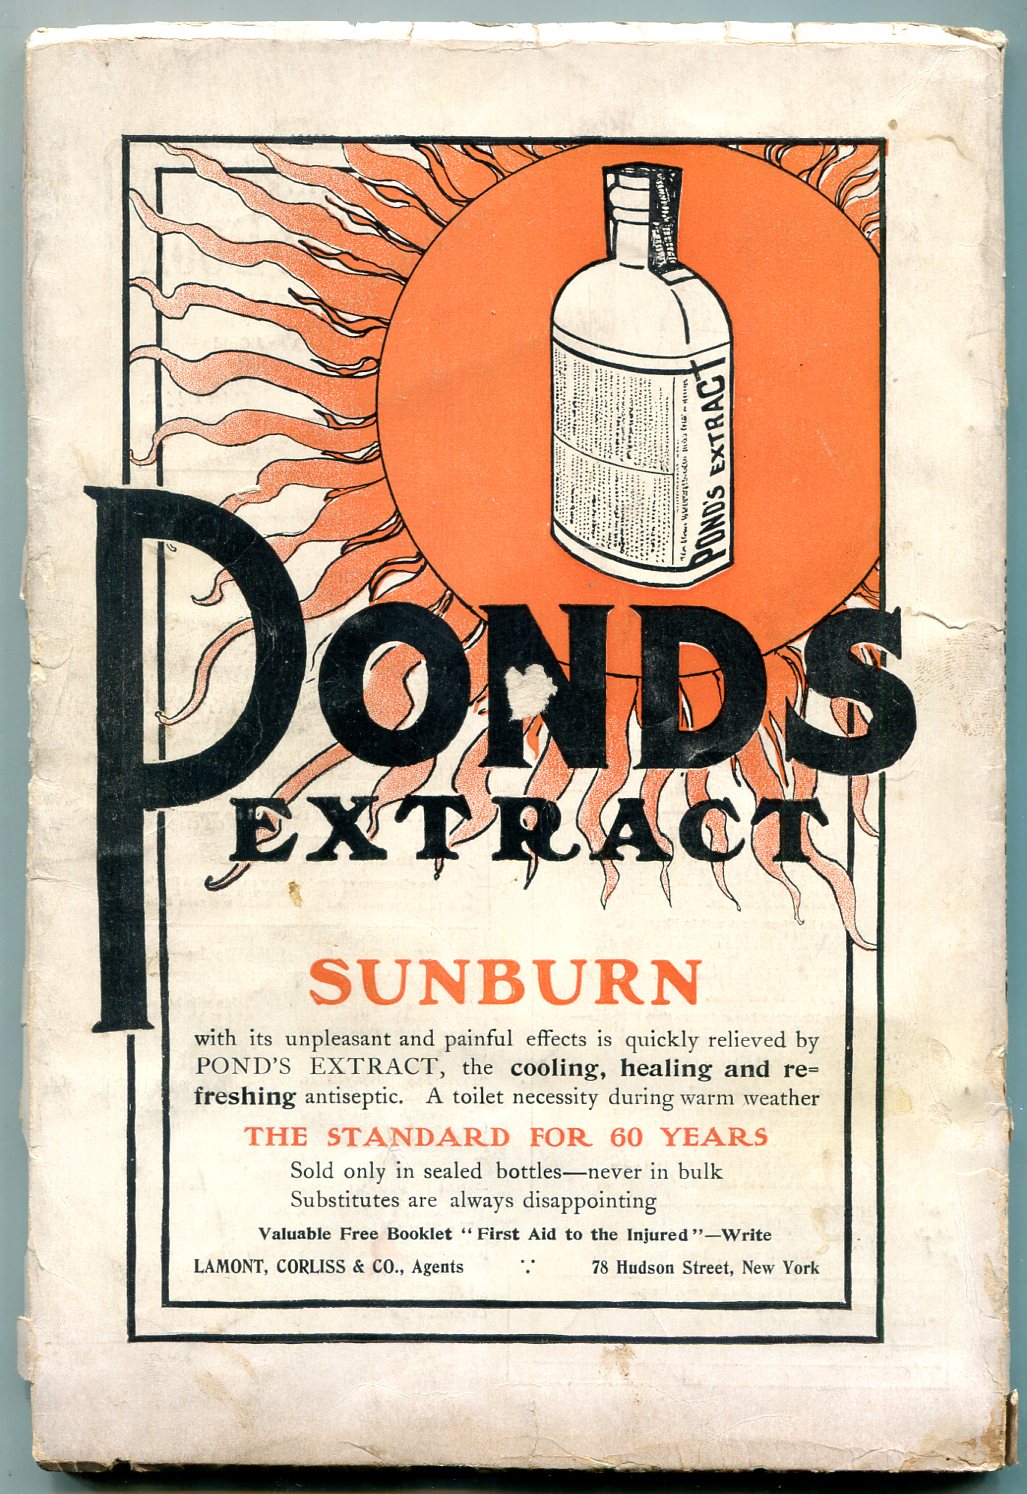 POND'S EXTRACT
PONDS
EXTRACT
SUNBURN
with its unpleasant and painful effects is quickly relieved by
POND'S EXTRACT, the cooling, healing and re=
freshing antiseptic. A toilet necessity during warm weather
THE STANDARD FOR 60 YEARS
Sold only in sealed bottles—never in bulk
Substitutes are always disappointing
Valuable Free Booklet "First Aid to the Injured"—Write
LAMONT, CORLISS & CO., Agents ∵ 78 Hudson Street, New York